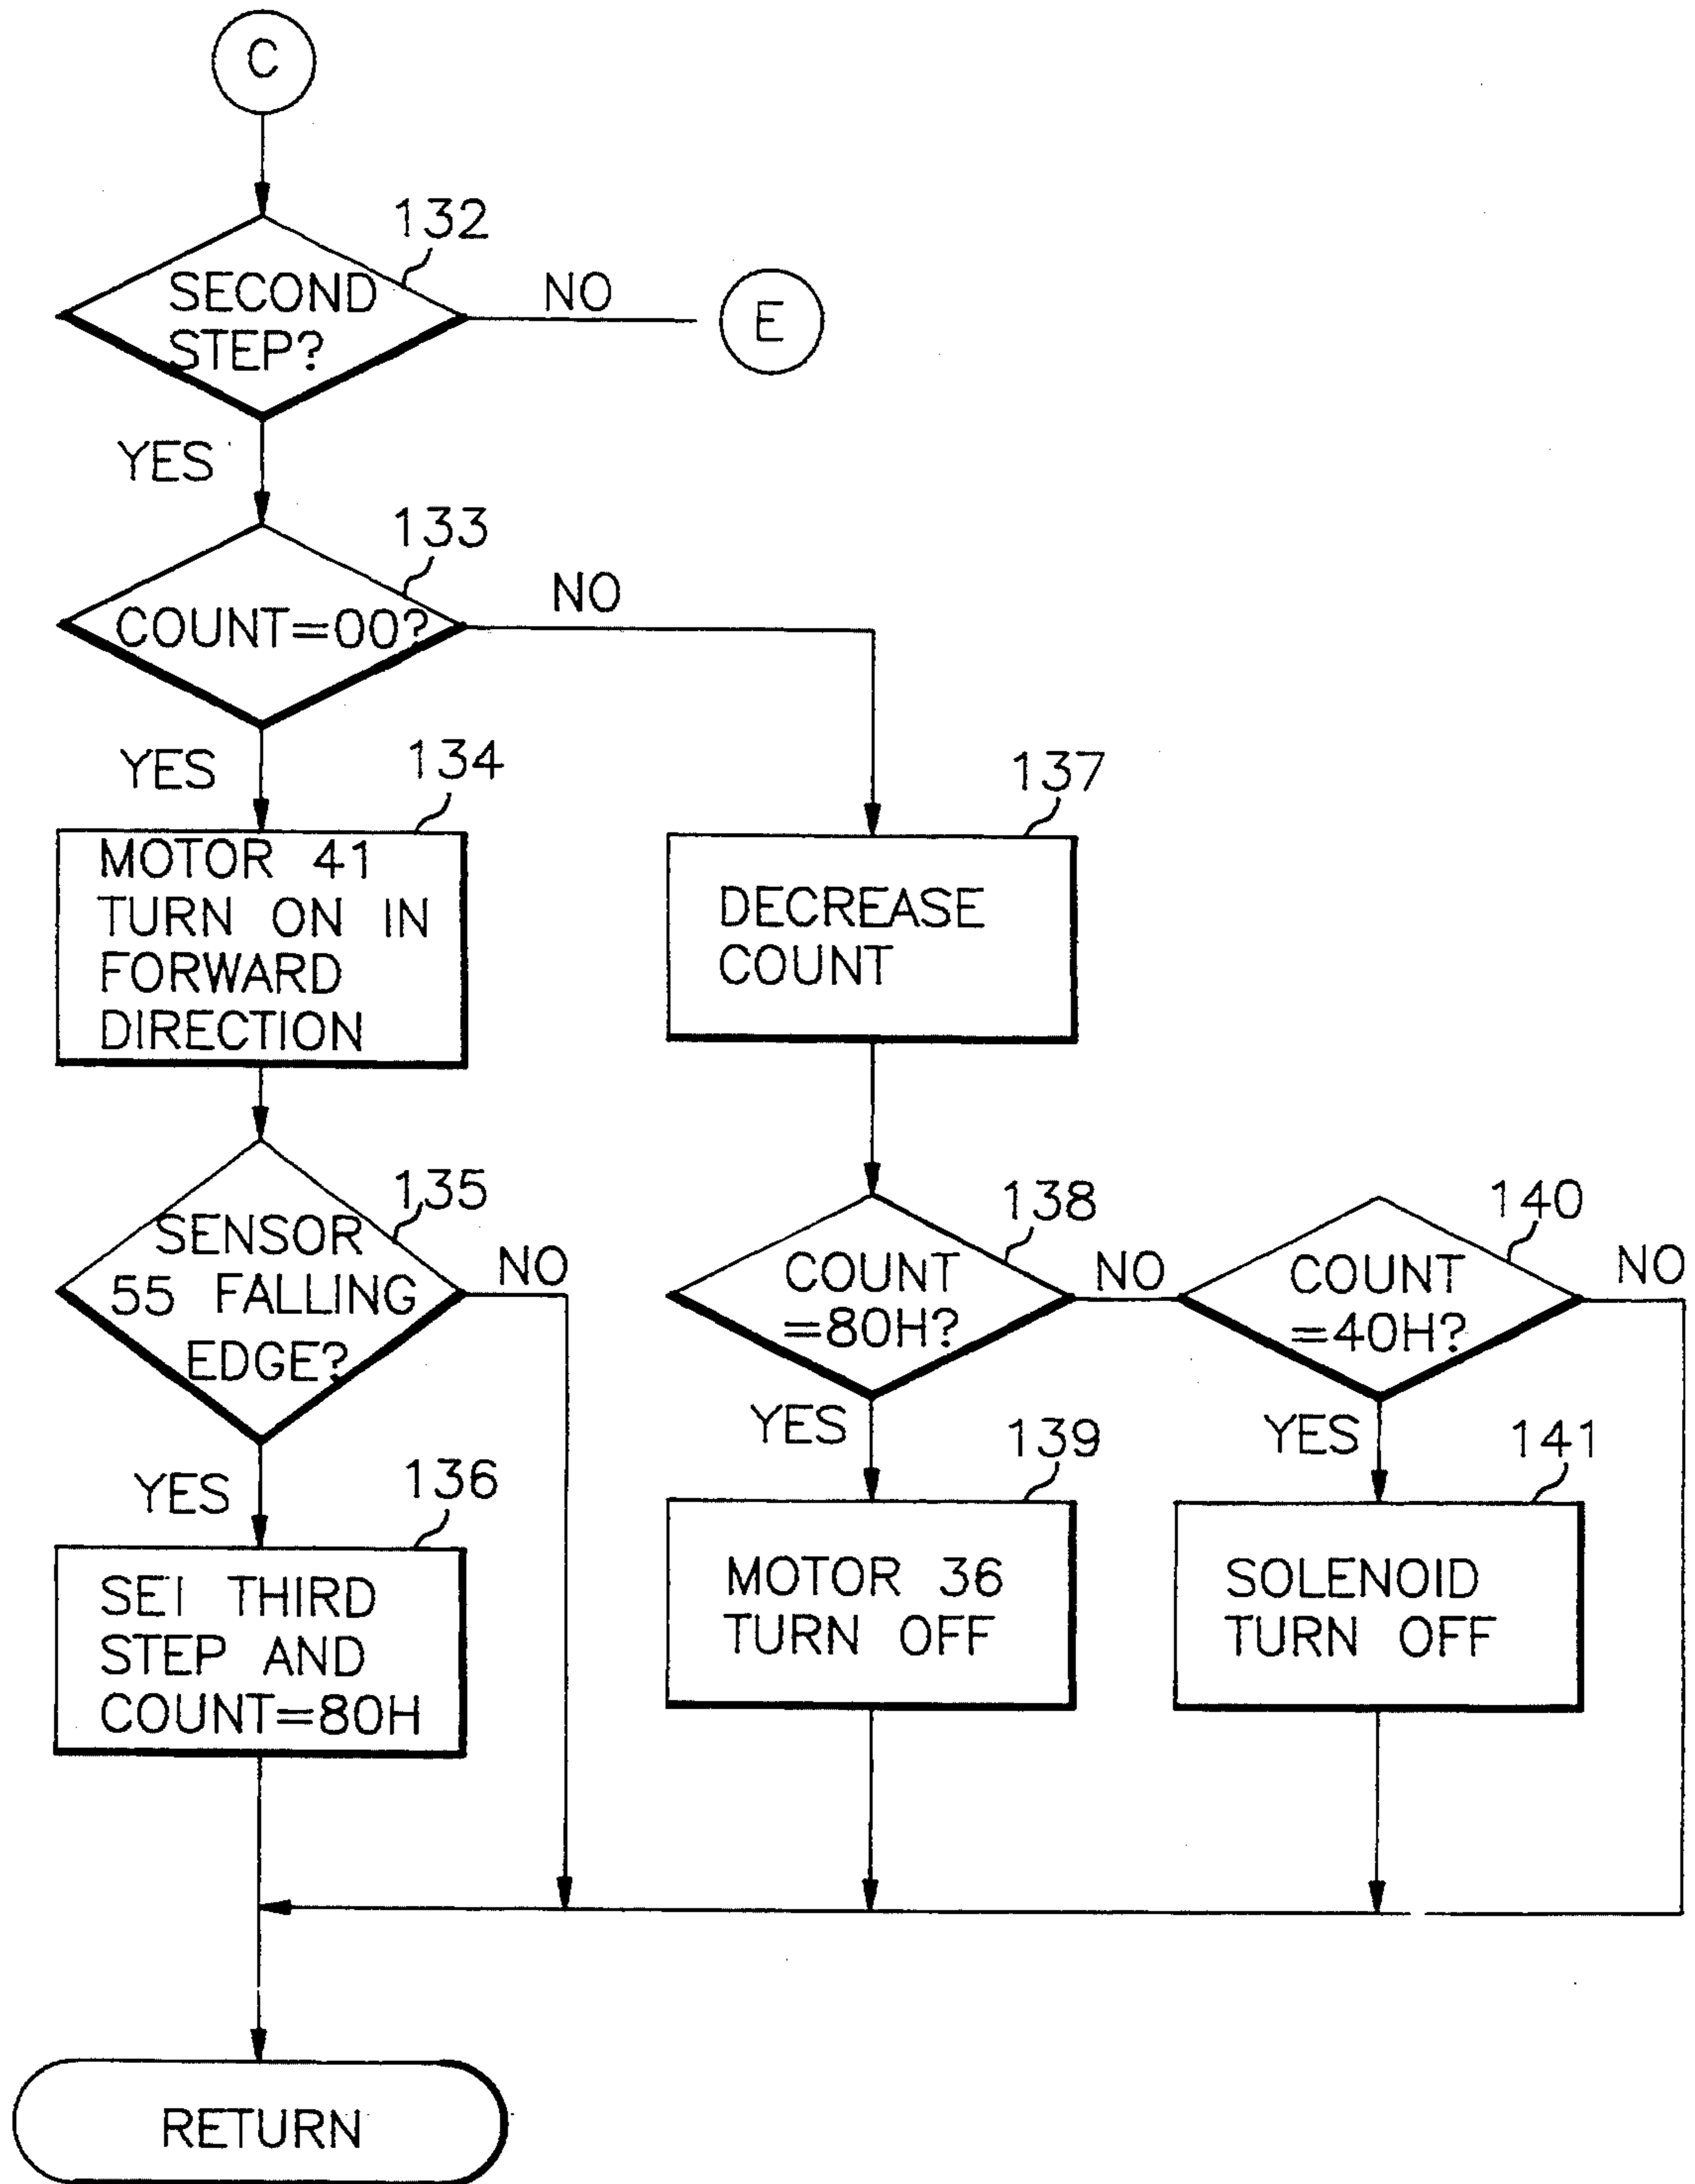 C
132
SECOND
STEP?
NO
E
YES
133
COUNT=00?
NO
YES
134
MOTOR 41
TURN ON IN
FORWARD
DIRECTION
137
DECREASE
COUNT
135
SENSOR
55 FALLING
EDGE?
NO
138
COUNT
=80H?
NO
140
COUNT
=40H?
NO
YES
136
SET THIRD
STEP AND
COUNT=80H
YES
139
MOTOR 36
TURN OFF
YES
141
SOLENOID
TURN OFF
RETURN